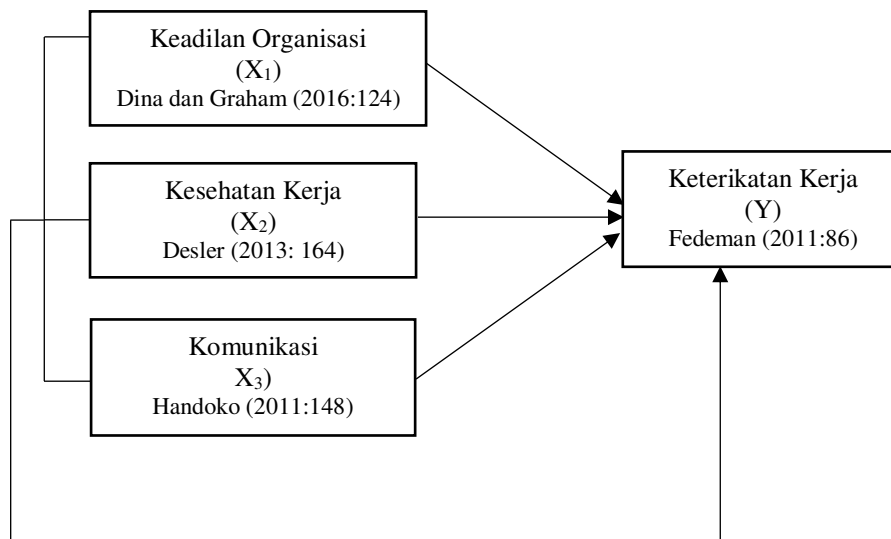 Keadilan Organisasi
(X₁)
Dina dan Graham (2016:124)
Kesehatan Kerja
(X₂)
Desler (2013: 164)
Komunikasi
X₃)
Handoko (2011:148)
Keterikatan Kerja
(Y)
Fedeman (2011:86)